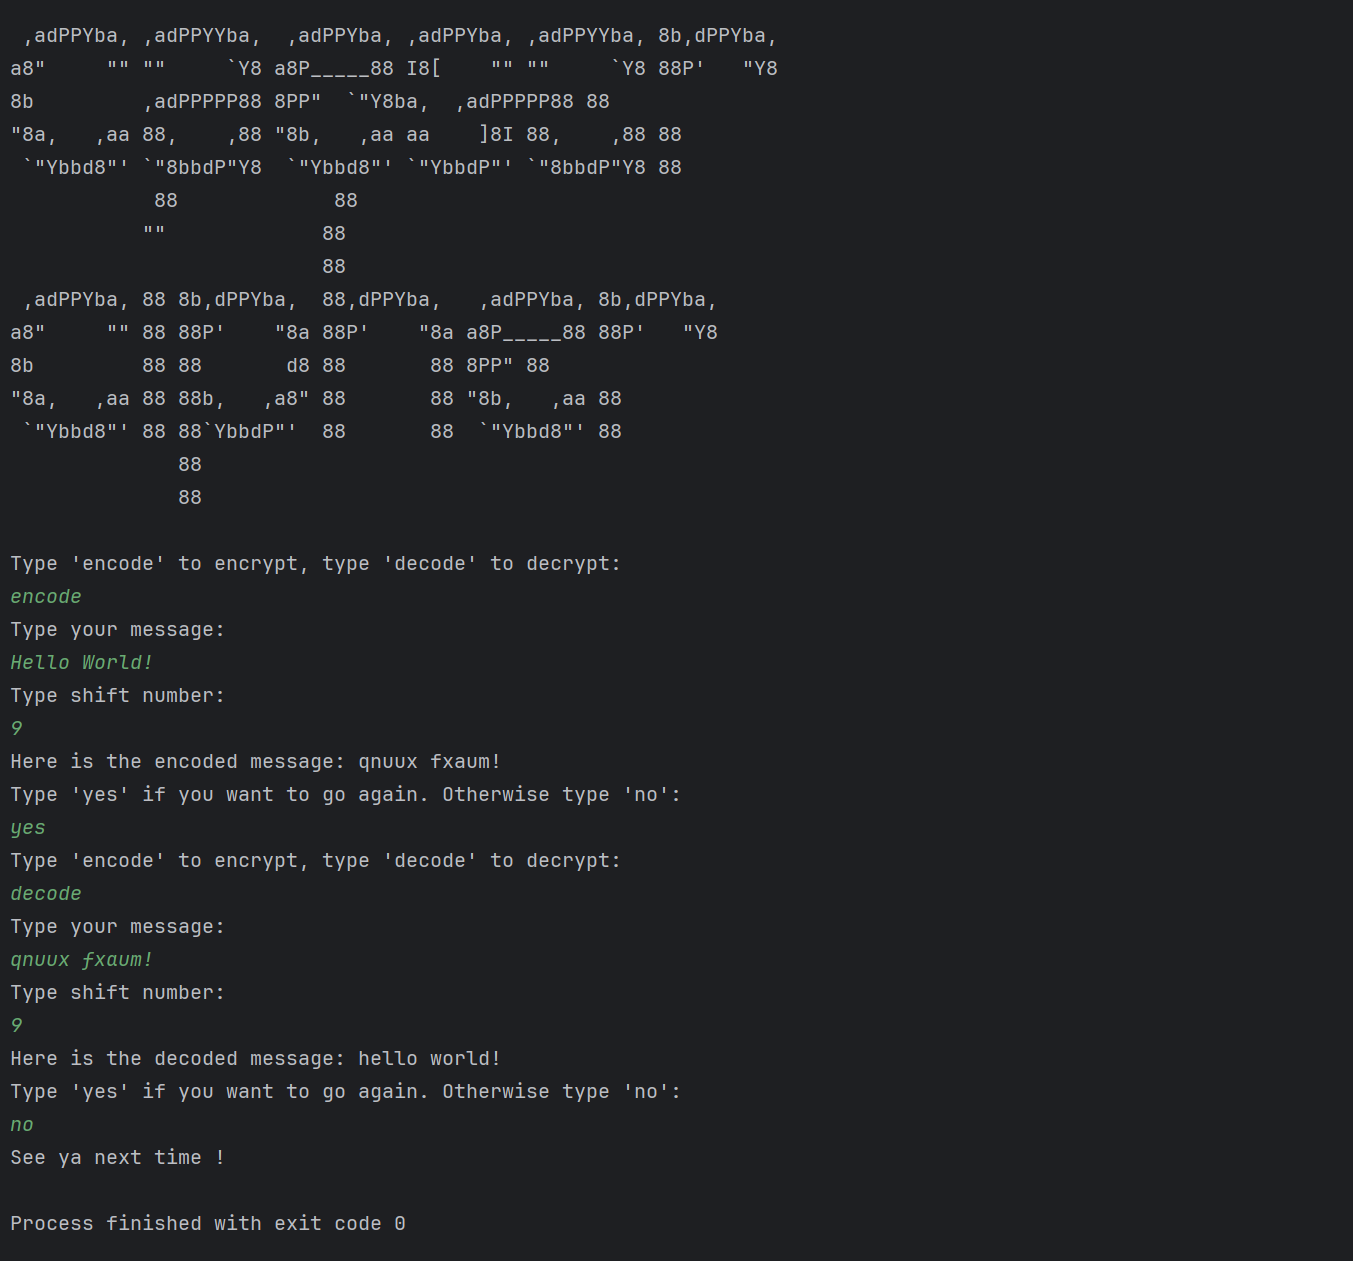 ,adPPYba, ,adPPYYba,  ,adPPYba, ,adPPYba, ,adPPYYba, 8b,dPPYba,
a8"     "" ""     `Y8 a8P_____88 I8[    "" ""     `Y8 88P'   "Y8
8b         ,adPPPPP88 8PP"  `"Y8ba,  ,adPPPPP88 88
"8a,   ,aa 88,    ,88 "8b,   ,aa aa    ]8I 88,    ,88 88
 `"Ybbd8"' `"8bbdP"Y8  `"Ybbd8"' `"YbbdP"' `"8bbdP"Y8 88
            88             88
           ""             88
                          88
 ,adPPYba, 88 8b,dPPYba,  88,dPPYba,   ,adPPYba, 8b,dPPYba,
a8"     "" 88 88P'    "8a 88P'    "8a a8P_____88 88P'   "Y8
8b         88 88       d8 88       88 8PP" 88
"8a,   ,aa 88 88b,   ,a8" 88       88 "8b,   ,aa 88
 `"Ybbd8"' 88 88`YbbdP"'  88       88  `"Ybbd8"' 88
              88
              88
Type 'encode' to encrypt, type 'decode' to decrypt:
encode
Type your message:
Hello World!
Type shift number:
9
Here is the encoded message: qnuux fxaum!
Type 'yes' if you want to go again. Otherwise type 'no':
yes
Type 'encode' to encrypt, type 'decode' to decrypt:
decode
Type your message:
qnuux fxaum!
Type shift number:
9
Here is the decoded message: hello world!
Type 'yes' if you want to go again. Otherwise type 'no':
no
See ya next time !
Process finished with exit code 0